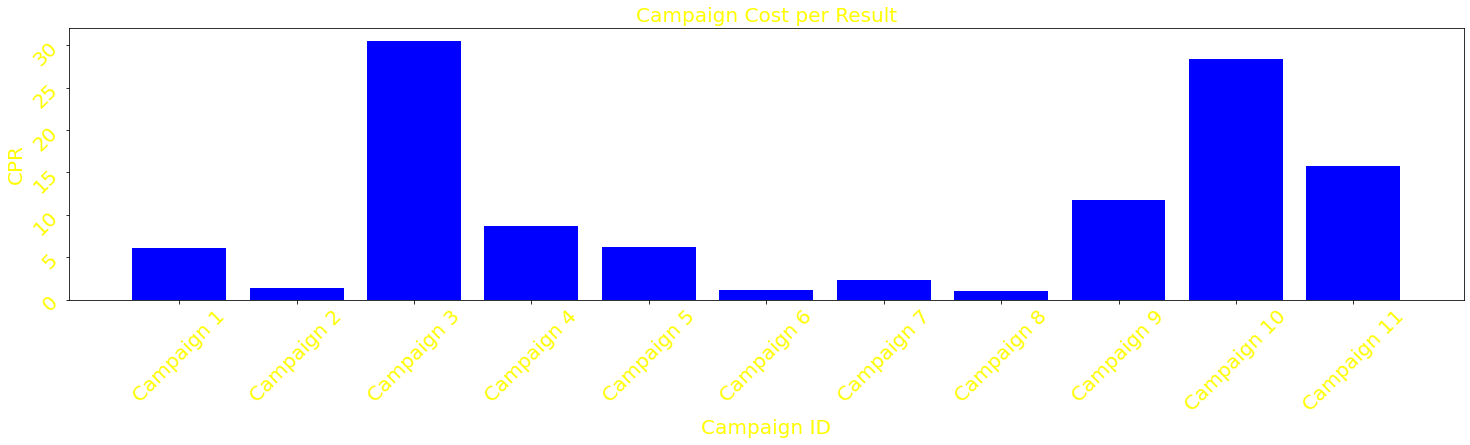 Campaign Cost per Result
CPR
30
25
20
15
10
5
0
Campaign 1
Campaign 2
Campaign 3
Campaign 4
Campaign 5
Campaign 6
Campaign 7
Campaign 8
Campaign 9
Campaign 10
Campaign 11
Campaign ID